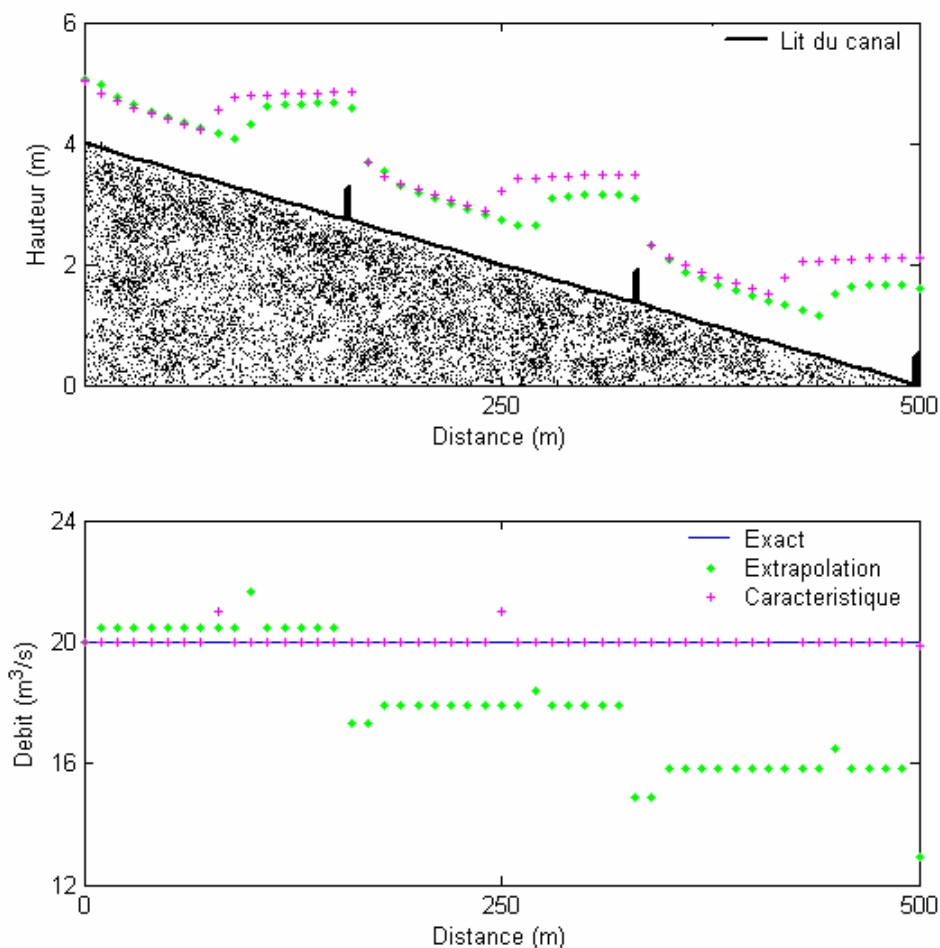 6
4
2
0
Hauteur (m)
Lit du canal
250
500
Distance (m)
24
20
16
12
Debit (m³/s)
Exact
Extrapolation
Caracteristique
0
250
500
Distance (m)